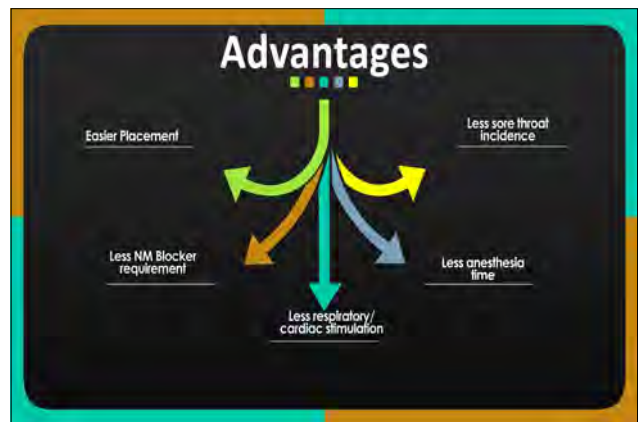 Advantages
Easier Placement
Less sore throat
incidence
Less NM Blocker
requirement
Less anesthesia
time
Less respiratory/
cardiac stimulation